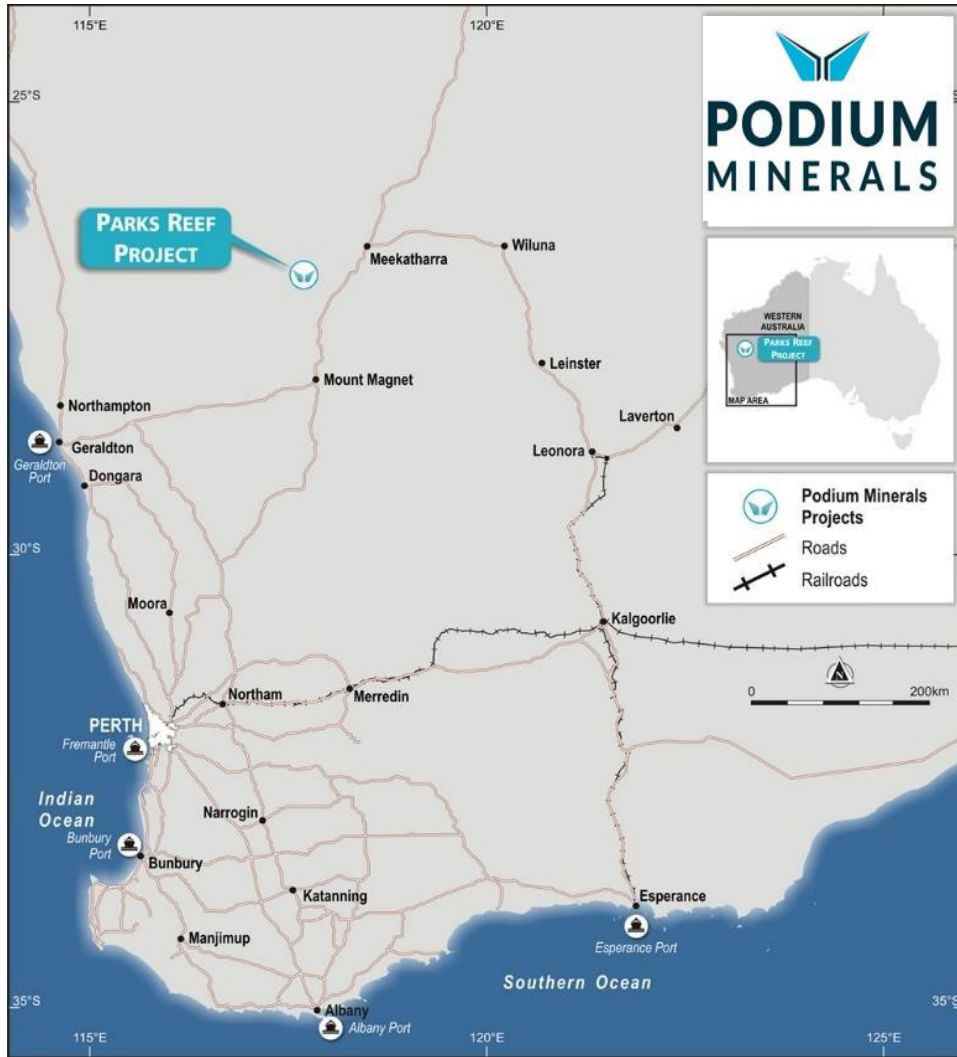 115°E
120°E
25°S
PODIUM
MINERALS
PARKS REEF
PROJECT
Meekatharra
Wiluna
WESTERN
AUSTRALIA
PARKS REEF
PROJECT
MAP AREA
Mount Magnet
Leinster
Northampton
Laverton
Geraldton
Geraldton
Port
Leonora
Dongara
Podium Minerals
Projects
Roads
Railroads
30°S
Moora
Kalgoorlie
Northam
Merredin
N
0
200km
PERTH
Fremantle
Port
Indian
Ocean
Narrogin
Bunbury
Port
Bunbury
Katanning
Esperance
Esperance Port
Manjimup
Southern Ocean
35°S
35°S
Albany
Albany Port
115°E
120°E
125°E